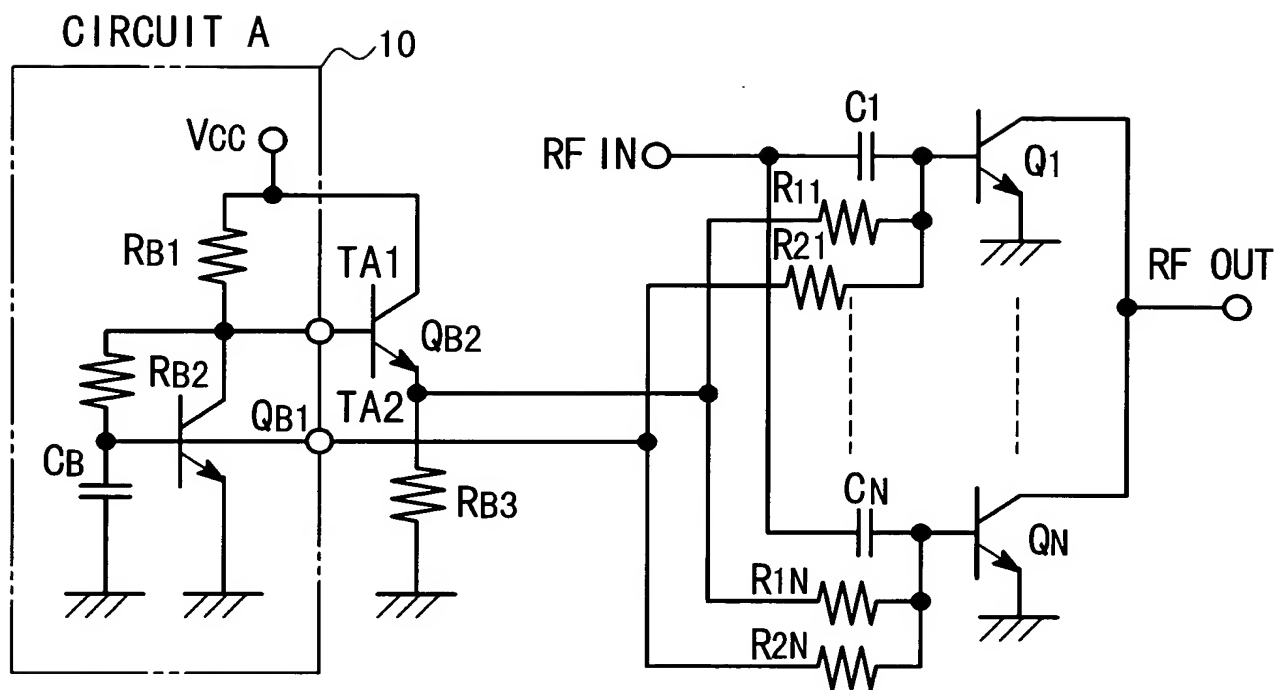 CIRCUIT A
10
VCC
RB1
TA1
QB2
RB2
QB1
TA2
CB
RB3
RF IN
C1
Q1
R11
R21
RF OUT
CN
QN
R1N
R2N